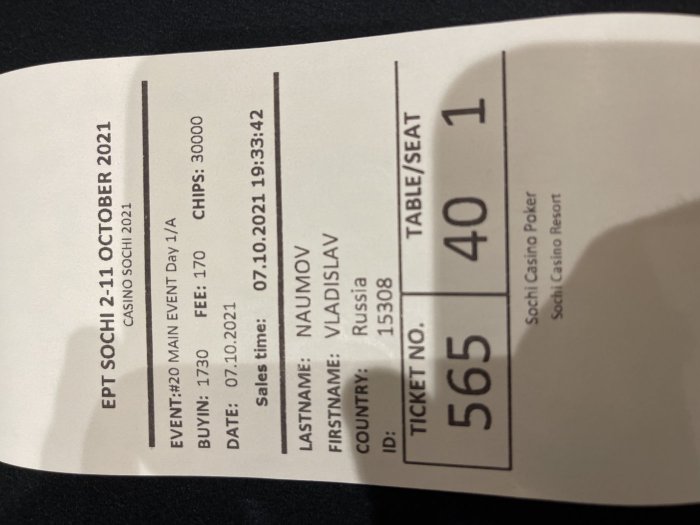 EPT SOCHI 2-11 OCTOBER 2021
CASINO SOCHI 2021
EVENT:#20 MAIN EVENT Day 1/A
BUYIN: 1730 FEE: 170 CHIPS: 30000
DATE: 07.10.2021
Sales time: 07.10.2021 19:33:42
LASTNAME: NAUMOV
FIRSTNAME: VLADISLAV
COUNTRY: Russia
ID: 15308
TICKET NO. TABLE/SEAT
565 40 1
Sochi Casino Poker
Sochi Casino Resort